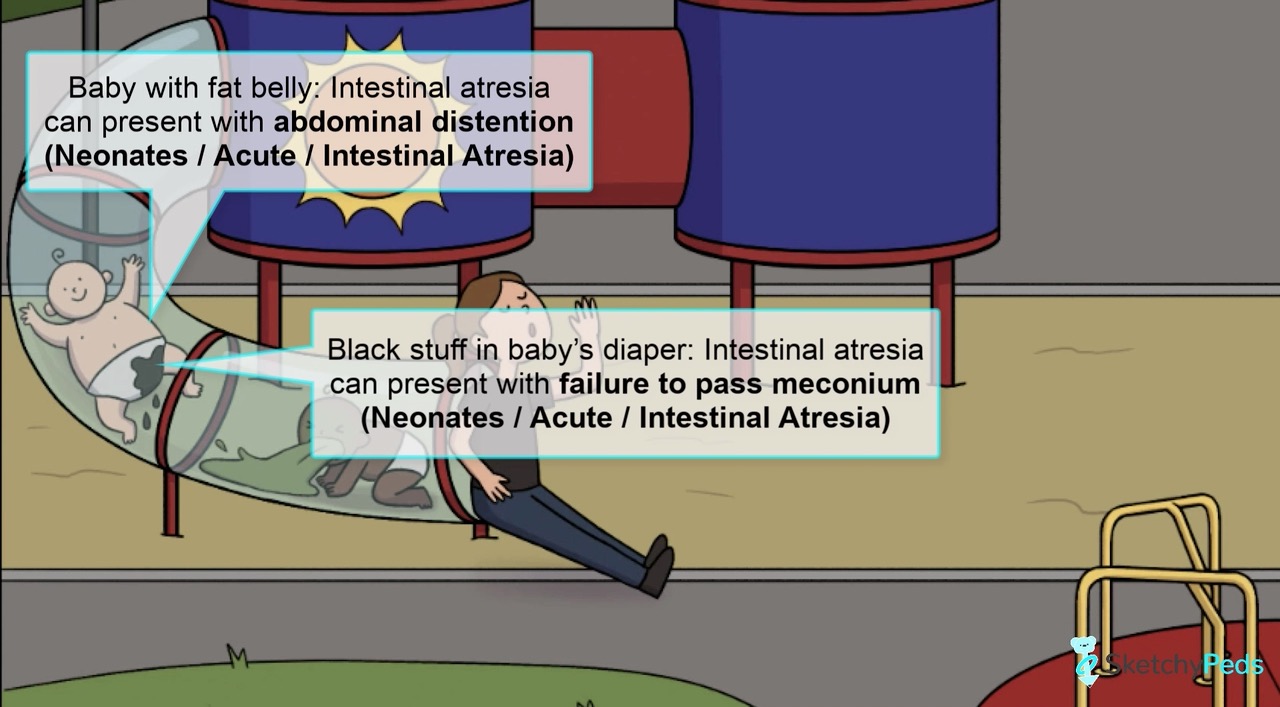 Baby with fat belly: Intestinal atresia
can present with abdominal distention
(Neonates / Acute / Intestinal Atresia)
Black stuff in baby’s diaper: Intestinal atresia
can present with failure to pass meconium
(Neonates / Acute / Intestinal Atresia)
SketchyPeds